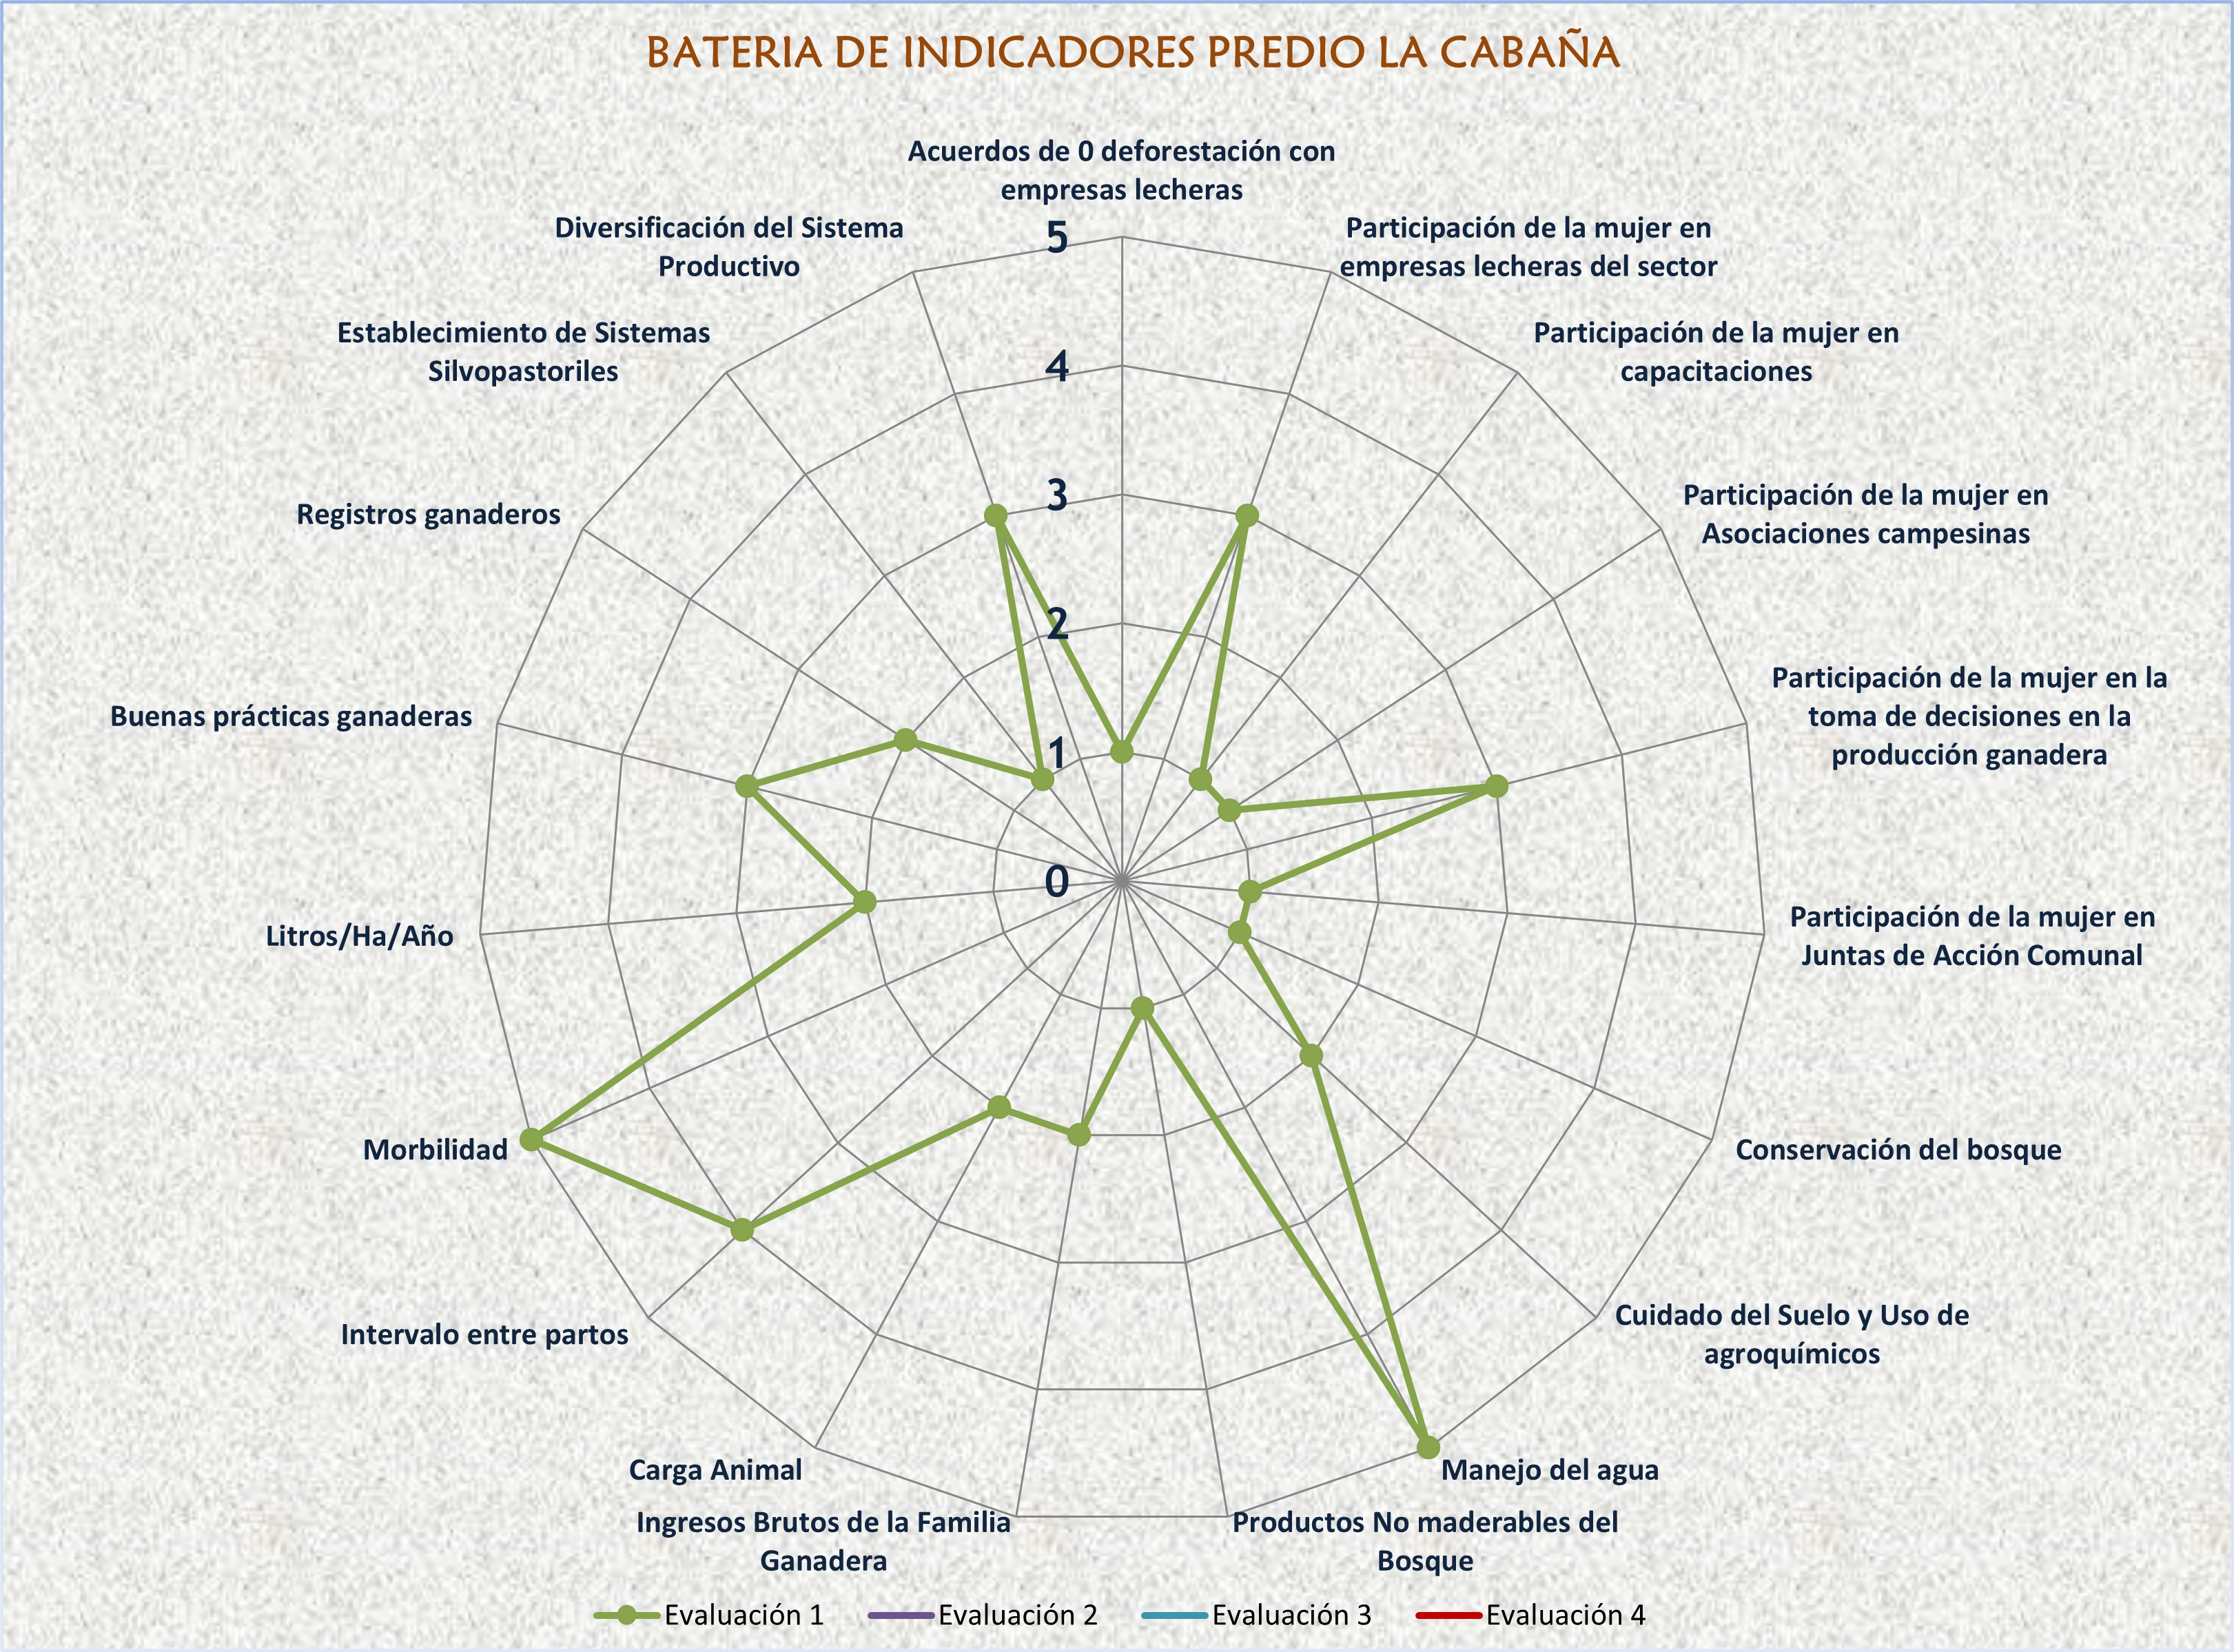 BATERIA DE INDICADORES PREDIO LA CABAÑA
Acuerdos de 0 deforestación con
empresas lecheras
Participación de la mujer en
empresas lecheras del sector
Participación de la mujer en
capacitaciones
Participación de la mujer en
Asociaciones campesinas
Participación de la mujer en la
toma de decisiones en la
producción ganadera
Participación de la mujer en
Juntas de Acción Comunal
Conservación del bosque
Cuidado del Suelo y Uso de
agroquímicos
Manejo del agua
Productos No maderables del
Bosque
Ingresos Brutos de la Familia
Ganadera
Carga Animal
Intervalo entre partos
Morbilidad
Litros/Ha/Año
Buenas prácticas ganaderas
Registros ganaderos
Establecimiento de Sistemas
Silvopastoriles
Diversificación del Sistema
Productivo
5
4
3
2
1
0
Evaluación 1
Evaluación 2
Evaluación 3
Evaluación 4